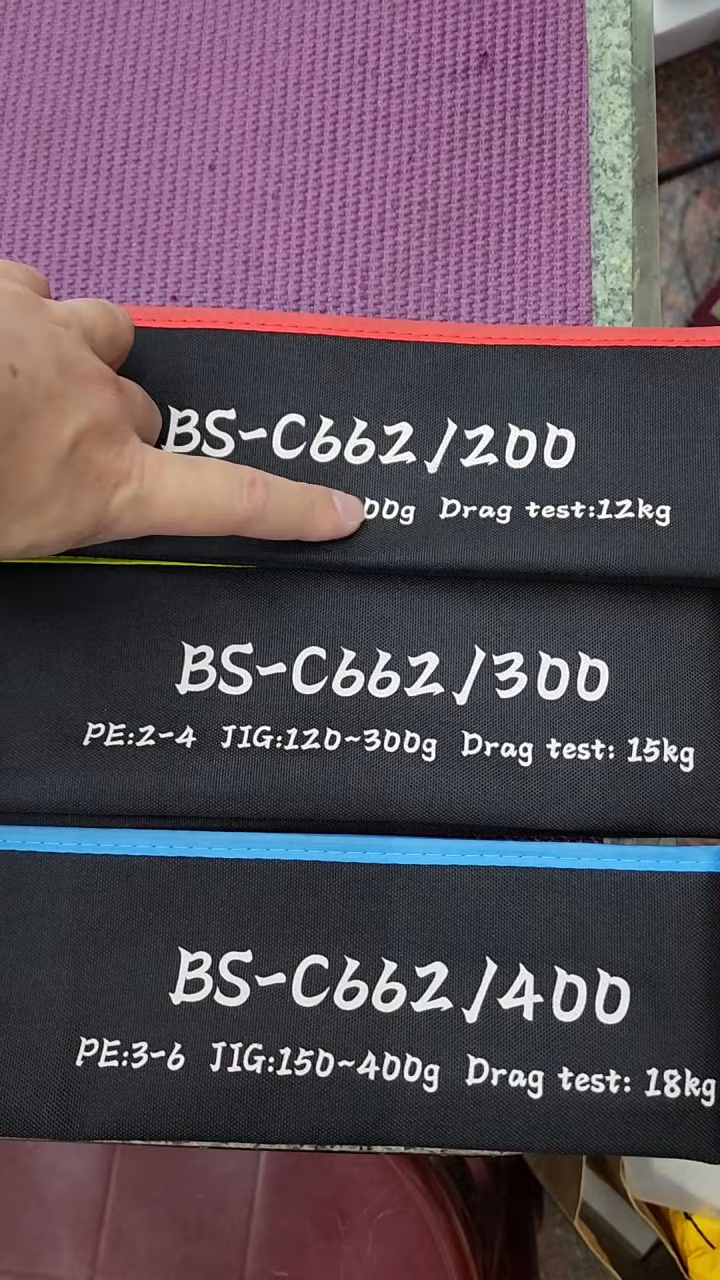 BS-C662/200
00g Drag test:12kg
BS-C662/300
PE:2-4 JIG:120~300g Drag test: 15kg
BS-C662/400
PE:3-6 JIG:150~400g Drag test: 18kg